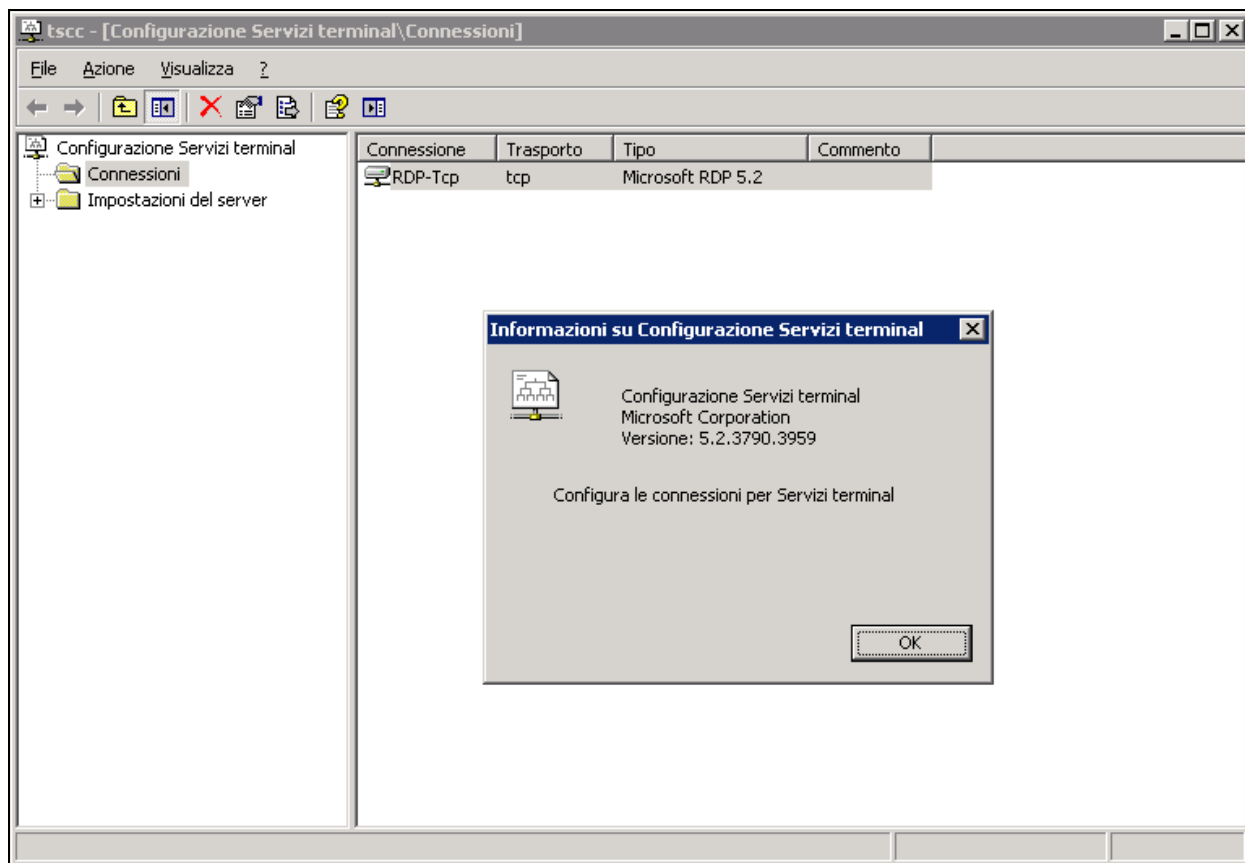 tscc - [Configurazione Servizi terminal\Connessioni]
File Azione Visualizza ?
Configurazione Servizi terminal
Connessioni
Impostazioni del server
Connessione Trasporto Tipo Commento
RDP-Tcp tcp Microsoft RDP 5.2
Informazioni su Configurazione Servizi terminal
Configurazione Servizi terminal
Microsoft Corporation
Versione: 5.2.3790.3959
Configura le connessioni per Servizi terminal
OK